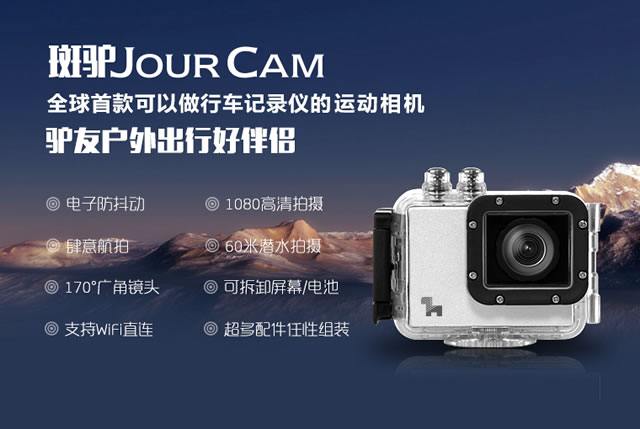 斑驴JOUR CAM
全球首款可以做行车记录仪的运动相机
驴友户外出行好伴侣
电子防抖动
1080高清拍摄
肆意航拍
60米潜水拍摄
170°广角镜头
可拆卸屏幕/电池
支持WiFi直连
超多配件任性组装